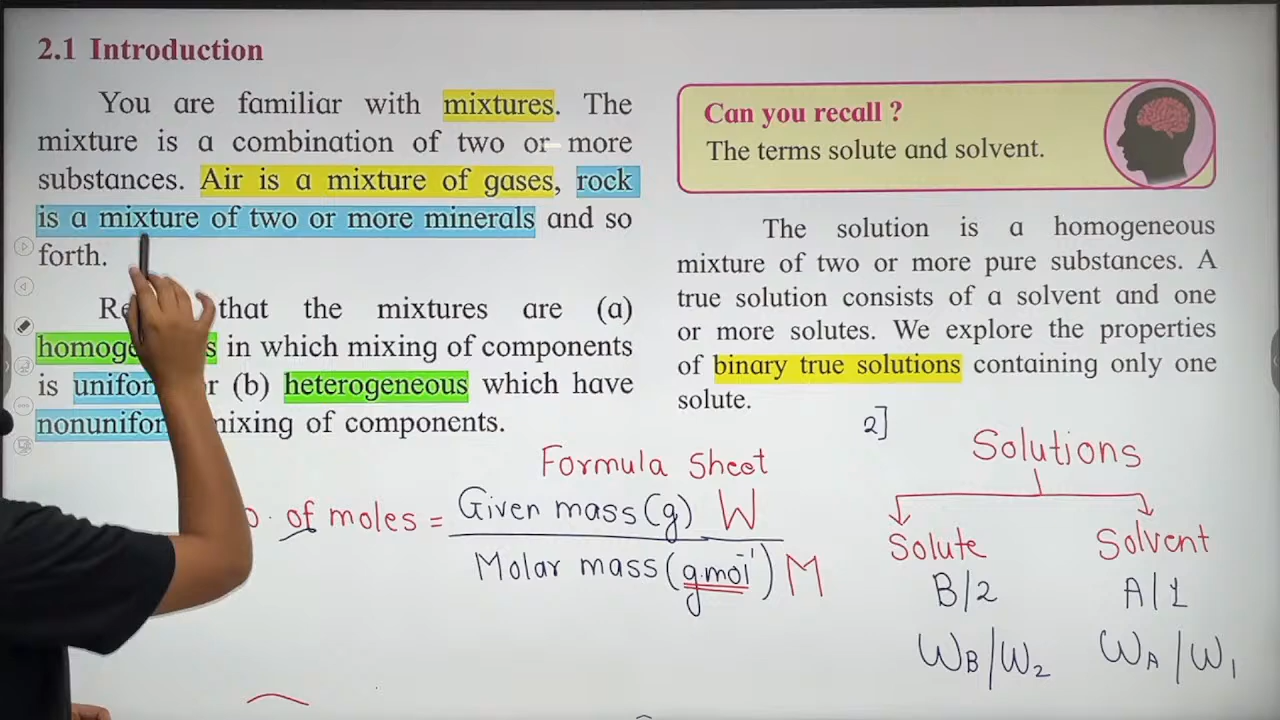 2.1 Introduction
You are familiar with mixtures. The
mixture is a combination of two or more
substances. Air is a mixture of gases, rock
is a mixture of two or more minerals and so
forth.
that the mixtures are (a)
in which mixing of components
is (b) heterogeneous which have
of components.
Can you recall ?
The terms solute and solvent.
The solution is a homogeneous
mixture of two or more pure substances. A
true solution consists of a solvent and one
or more solutes. We explore the properties
of binary true solutions containing only one
solute.
2]
Formula Sheet
of moles = Given mass(g) W
Molar mass (g.mol⁻¹) M
Solutions
Solute Solvent
B/2 A/1
W_B/W_2 W_A/W_1